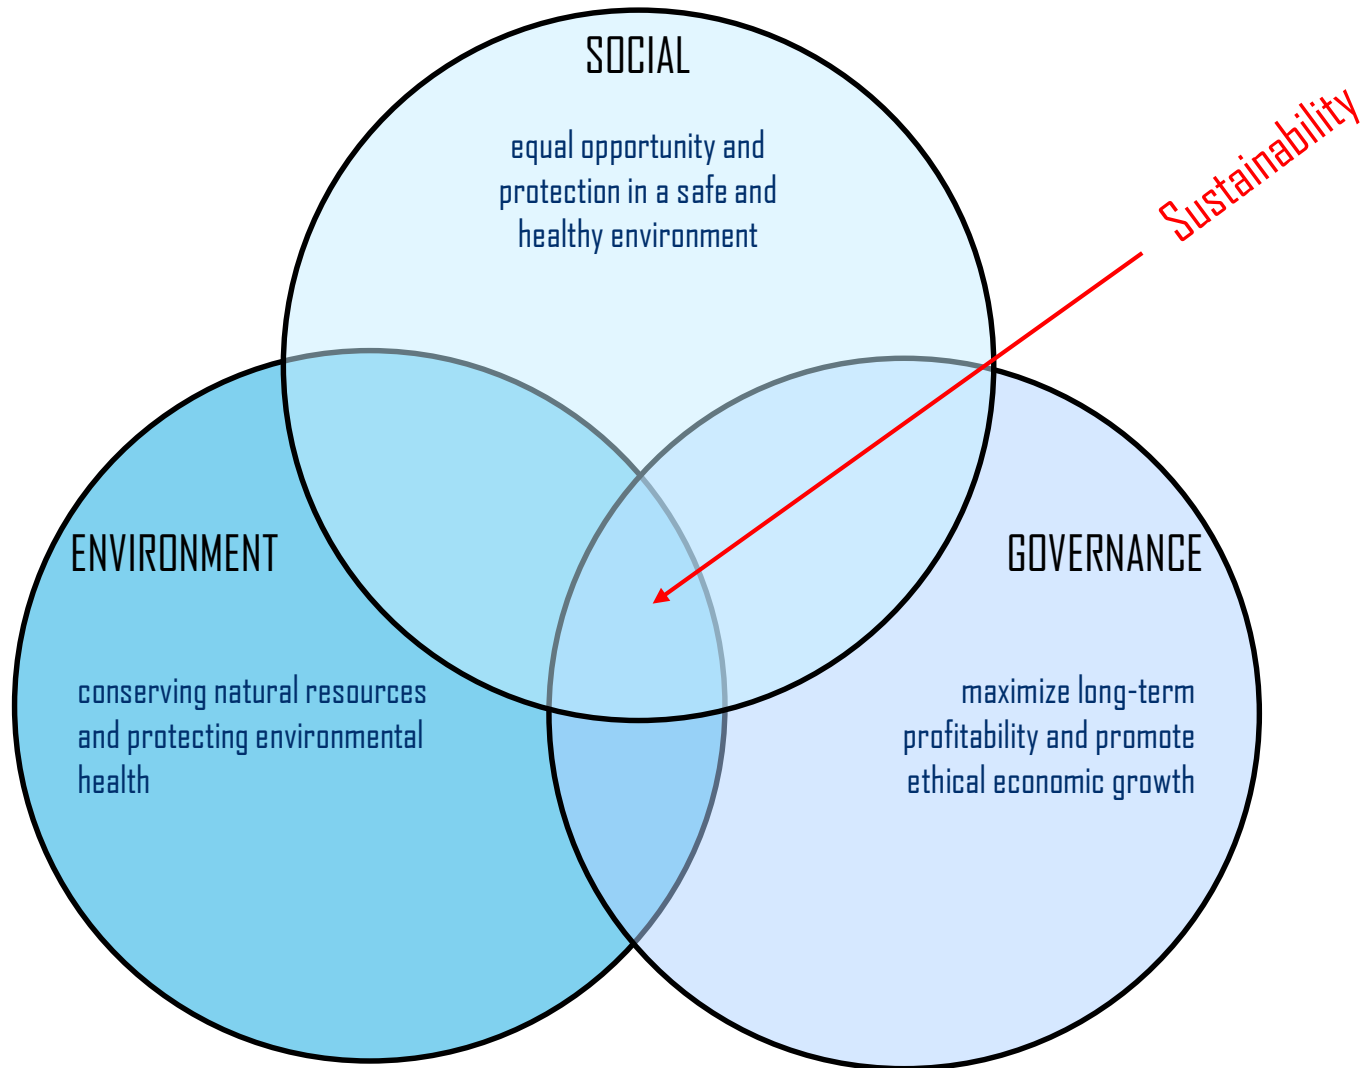 SOCIAL
equal opportunity and
protection in a safe and
healthy environment
Sustainability
ENVIRONMENT
conserving natural resources
and protecting environmental
health
GOVERNANCE
maximize long-term
profitability and promote
ethical economic growth